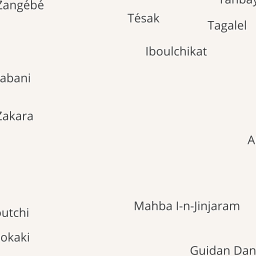 Zangébé
Tésak
Tagalel
Iboulchikat
abani
Zakara
A
Mahba I-n-Jinjaram
outchi
okaki
Guidan Dan